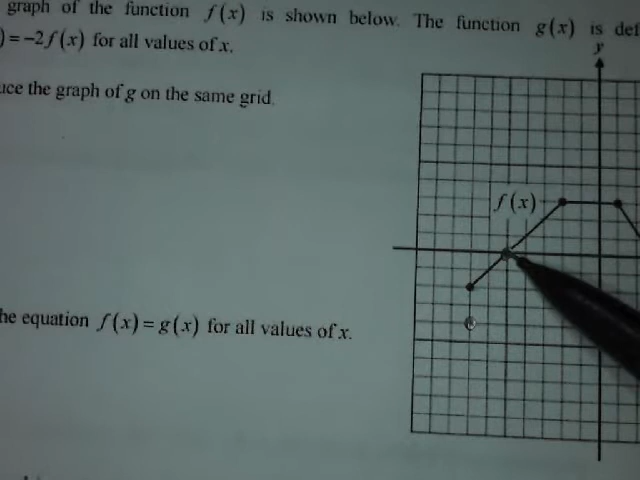 graph of the function f(x) is shown below. The function g(x) is def
) = -2f(x) for all values of x.
y
uce the graph of g on the same grid.
f(x)
he equation f(x) = g(x) for all values of x.